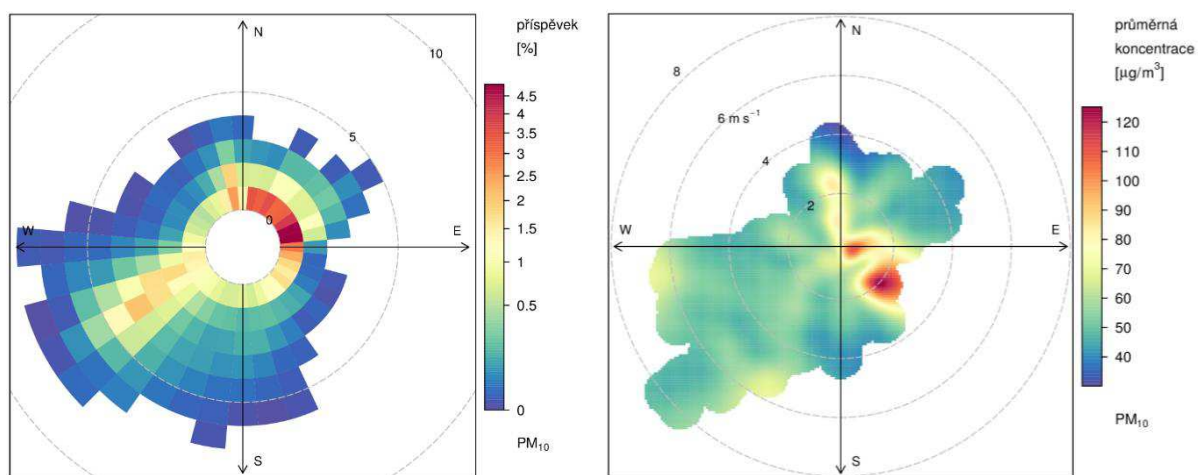 N
10
5
0
W
E
S
příspěvek
[%]
4.5
4
3.5
3
2.5
2
1.5
1
0.5
0
PM₁₀
N
8
6 m s⁻¹
4
2
W
E
S
průměrná
koncentrace
[μg/m³]
120
110
100
90
80
70
60
50
40
PM₁₀